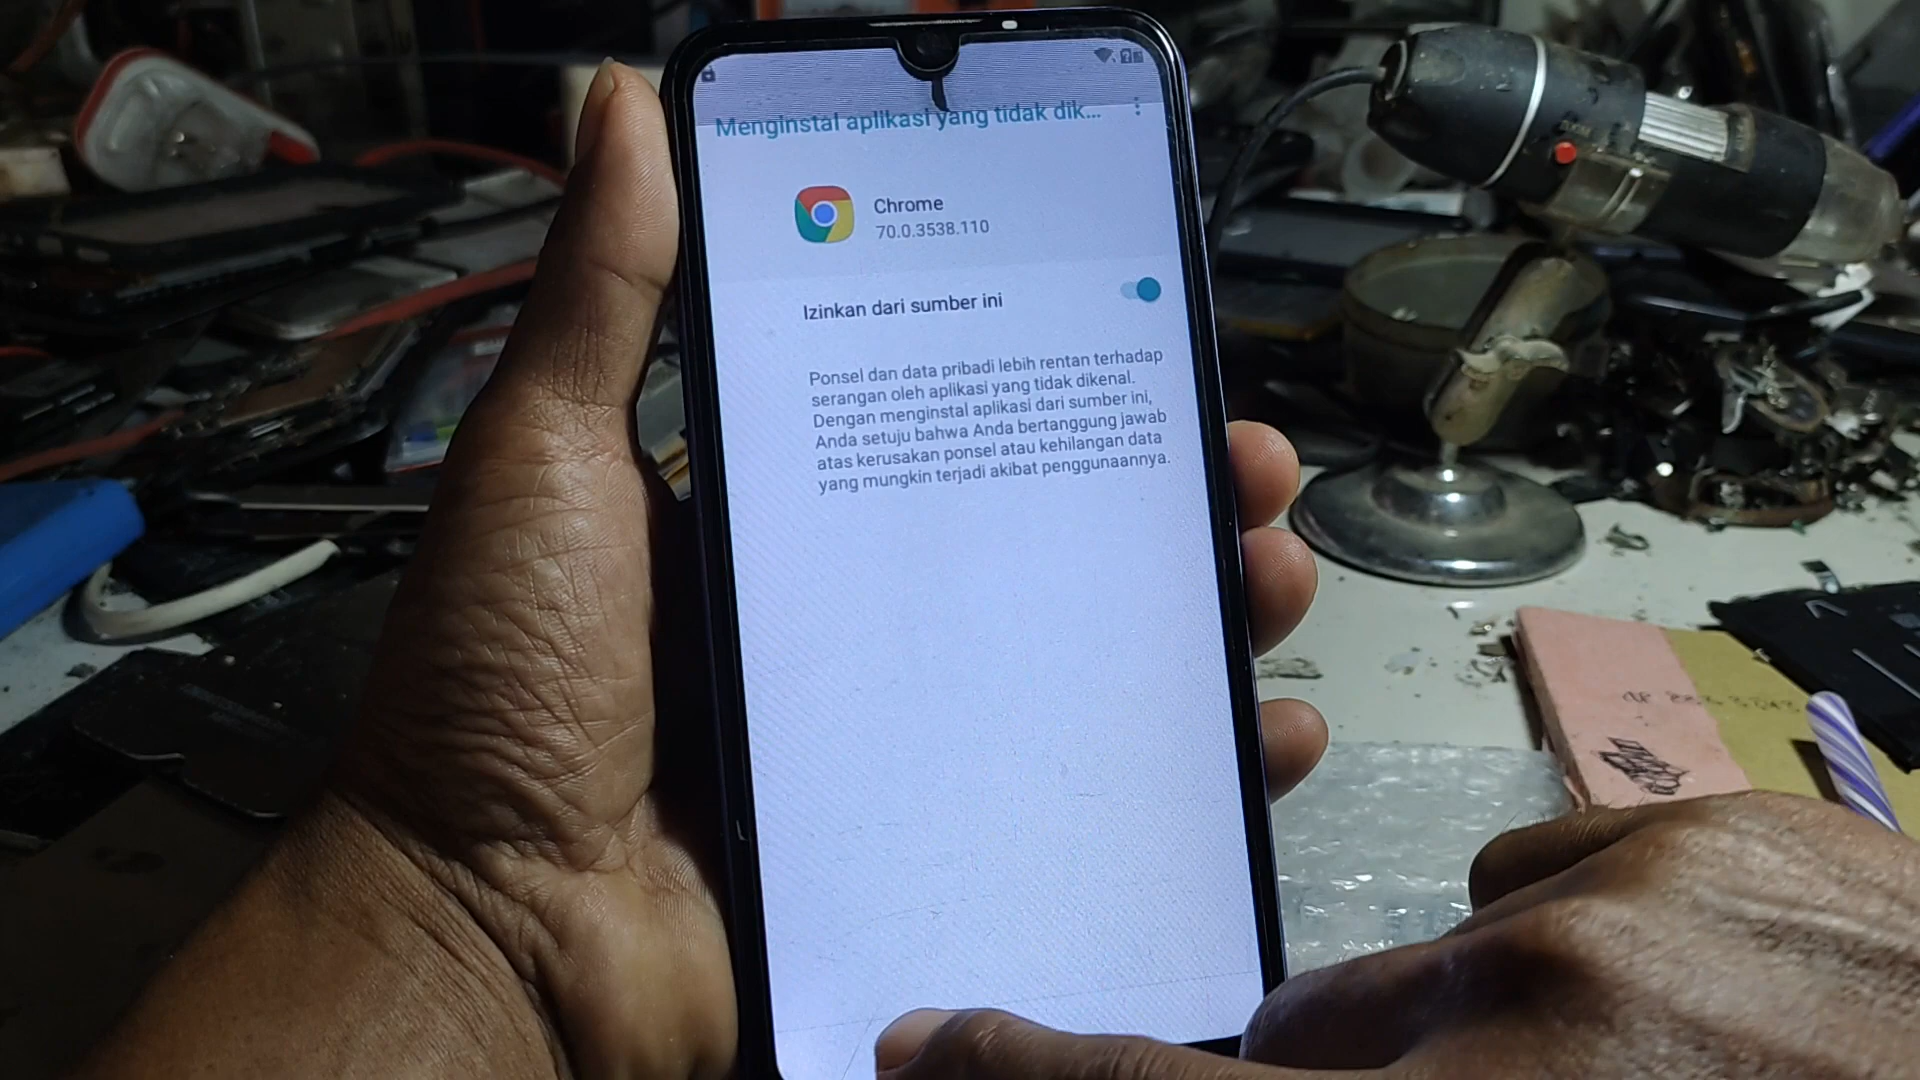 Menginstal aplikasi yang tidak dik...
Chrome
70.0.3538.110
Izinkan dari sumber ini
Ponsel dan data pribadi lebih rentan terhadap
serangan oleh aplikasi yang tidak dikenal.
Dengan menginstal aplikasi dari sumber ini,
Anda setuju bahwa Anda bertanggung jawab
atas kerusakan ponsel atau kehilangan data
yang mungkin terjadi akibat penggunaannya.